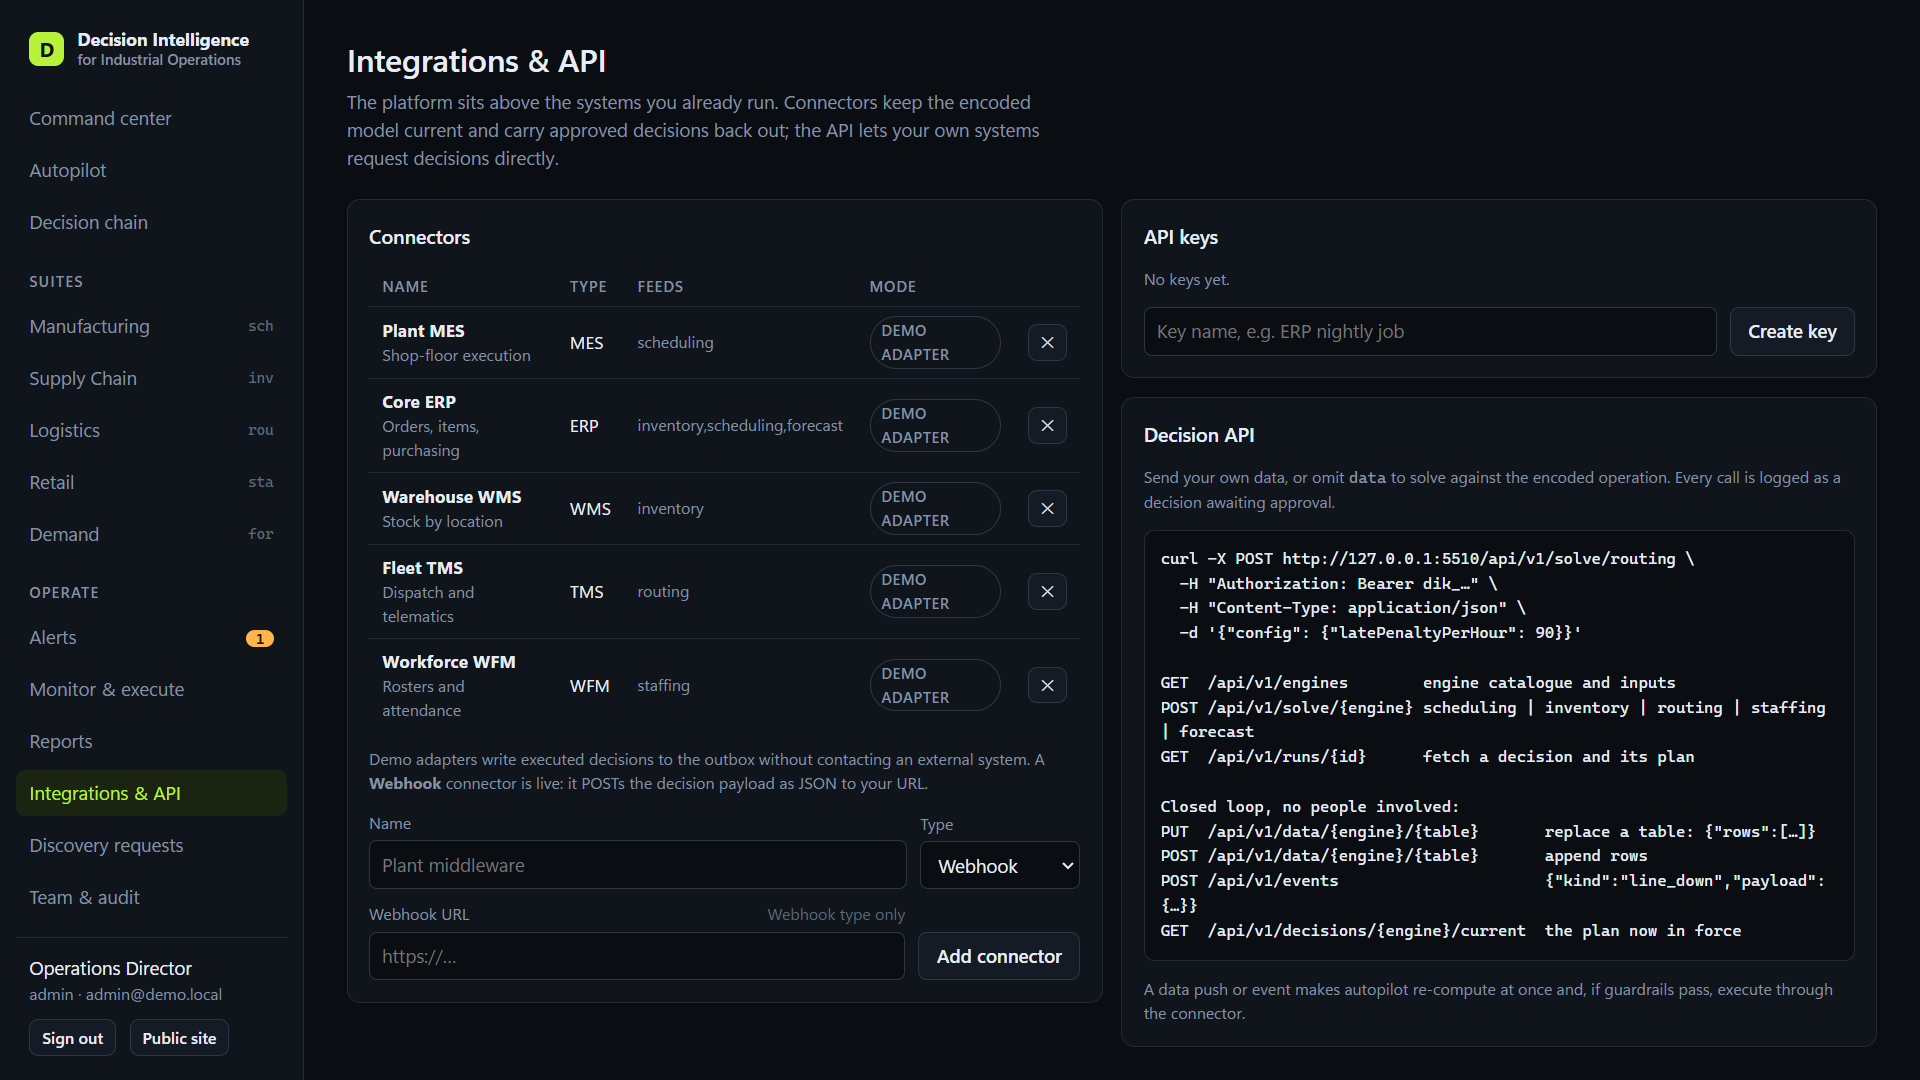 D
Decision Intelligence
for Industrial Operations
Command center
Autopilot
Decision chain
SUITES
Manufacturing sch
Supply Chain inv
Logistics rou
Retail sta
Demand for
OPERATE
Alerts 1
Monitor & execute
Reports
Integrations & API
Discovery requests
Team & audit
Operations Director
admin · admin@demo.local
Sign out Public site
Integrations & API
The platform sits above the systems you already run. Connectors keep the encoded
model current and carry approved decisions back out; the API lets your own systems
request decisions directly.
Connectors
NAME TYPE FEEDS MODE
Plant MES
Shop-floor execution
MES scheduling
DEMO
ADAPTER
Core ERP
Orders, items,
purchasing
ERP inventory,scheduling,forecast
DEMO
ADAPTER
Warehouse WMS
Stock by location
WMS inventory
DEMO
ADAPTER
Fleet TMS
Dispatch and
telematics
TMS routing
DEMO
ADAPTER
Workforce WFM
Rosters and
attendance
WFM staffing
DEMO
ADAPTER
Demo adapters write executed decisions to the outbox without contacting an external system. A
Webhook connector is live: it POSTs the decision payload as JSON to your URL.
Name Type
Plant middleware Webhook
Webhook URL Webhook type only
https://... Add connector
API keys
No keys yet.
Key name, e.g. ERP nightly job Create key
Decision API
Send your own data, or omit data to solve against the encoded operation. Every call is logged as a
decision awaiting approval.
curl -X POST http://127.0.0.1:5510/api/v1/solve/routing \
-H "Authorization: Bearer dik_…" \
-H "Content-Type: application/json" \
-d '{"config": {"latePenaltyPerHour": 90}}'
GET /api/v1/engines engine catalogue and inputs
POST /api/v1/solve/{engine} scheduling | inventory | routing | staffing
| forecast
GET /api/v1/runs/{id} fetch a decision and its plan
Closed loop, no people involved:
PUT /api/v1/data/{engine}/{table} replace a table: {"rows":[…]}
POST /api/v1/data/{engine}/{table} append rows
POST /api/v1/events {"kind":"line_down","payload":
{…}}
GET /api/v1/decisions/{engine}/current the plan now in force
A data push or event makes autopilot re-compute at once and, if guardrails pass, execute through
the connector.